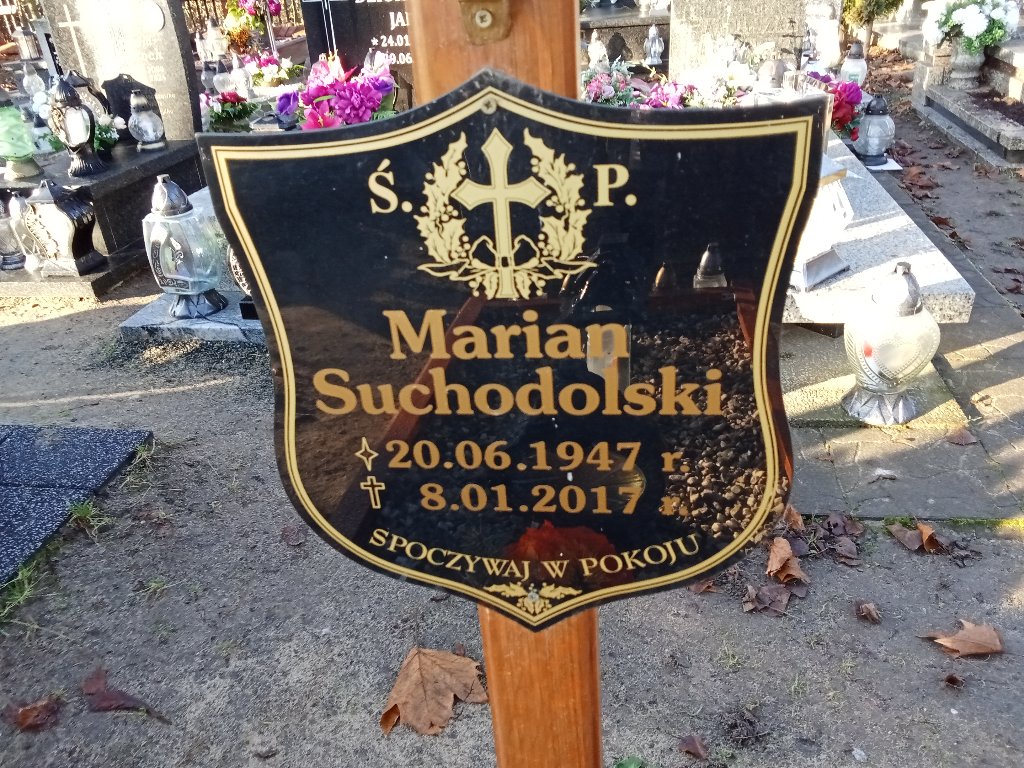 Ś. P.
Marian
Suchodolski
20.06.1947 r.
8.01.2017 r.
SPOCZYWAJ W POKOJU